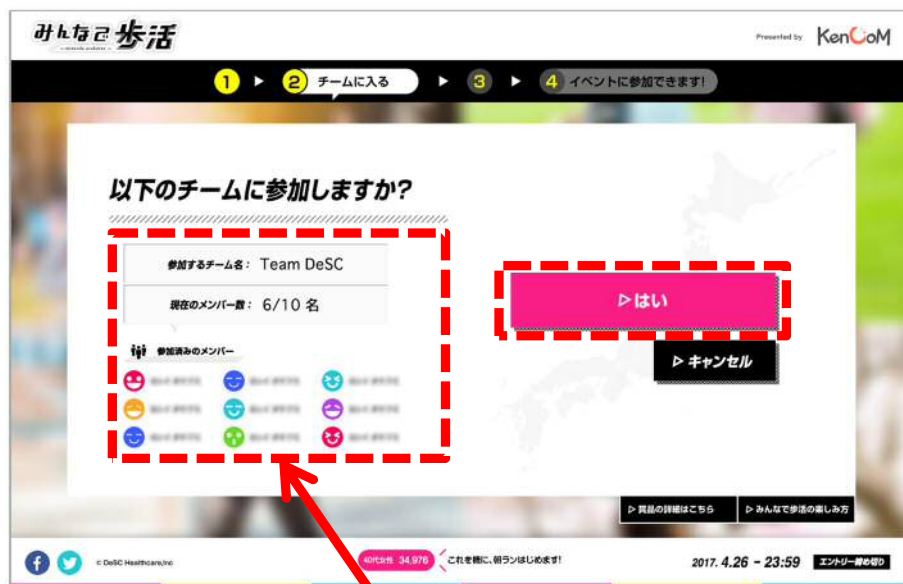 みんなで歩活
Presented by KenCoM
1 ▶ 2 チームに入る ▶ 3 ▶ 4 イベントに参加できます!
以下のチームに参加しますか?
参加するチーム名: Team DeSC
現在のメンバー数: 6/10 名
参加済みのメンバー
▷はい
▷ キャンセル
▷ 賞品の詳細はこちら ▷ みんなで歩活の楽しみ方
© DeSC Healthcare,Inc 40代女性 34,976 これを機に、朝ランはじめます! 2017. 4.26 - 23:59 エントリー締め切り